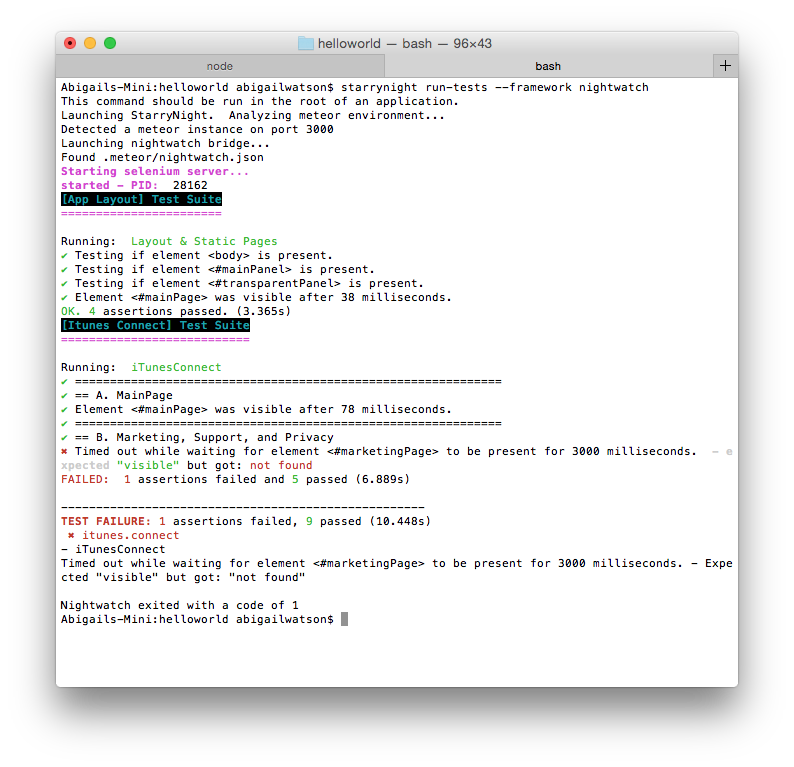 helloworld — bash — 96×43
node
bash
+
Abigails-Mini:helloworld abigailwatson$ starrynight run-tests --framework nightwatch
This command should be run in the root of an application.
Launching StarryNight.  Analyzing meteor environment...
Detected a meteor instance on port 3000
Launching nightwatch bridge...
Found .meteor/nightwatch.json
Starting selenium server...
started - PID:  28162
[App Layout] Test Suite
=======================
Running:  Layout & Static Pages
✔ Testing if element <body> is present.
✔ Testing if element <#mainPanel> is present.
✔ Testing if element <#transparentPanel> is present.
✔ Element <#mainPage> was visible after 38 milliseconds.
OK. 4 assertions passed. (3.365s)
[Itunes Connect] Test Suite
===========================
Running:  iTunesConnect
✔ =============================================================
✔ == A. MainPage
✔ Element <#mainPage> was visible after 78 milliseconds.
✔ =============================================================
✔ == B. Marketing, Support, and Privacy
✖ Timed out while waiting for element <#marketingPage> to be present for 3000 milliseconds.  - e
xpected "visible" but got: not found
FAILED:  1 assertions failed and 5 passed (6.889s)
----------------------------------------------------
TEST FAILURE: 1 assertions failed, 9 passed (10.448s)
✖ itunes.connect
- iTunesConnect
Timed out while waiting for element <#marketingPage> to be present for 3000 milliseconds. - Expe
cted "visible" but got: "not found"
Nightwatch exited with a code of 1
Abigails-Mini:helloworld abigailwatson$